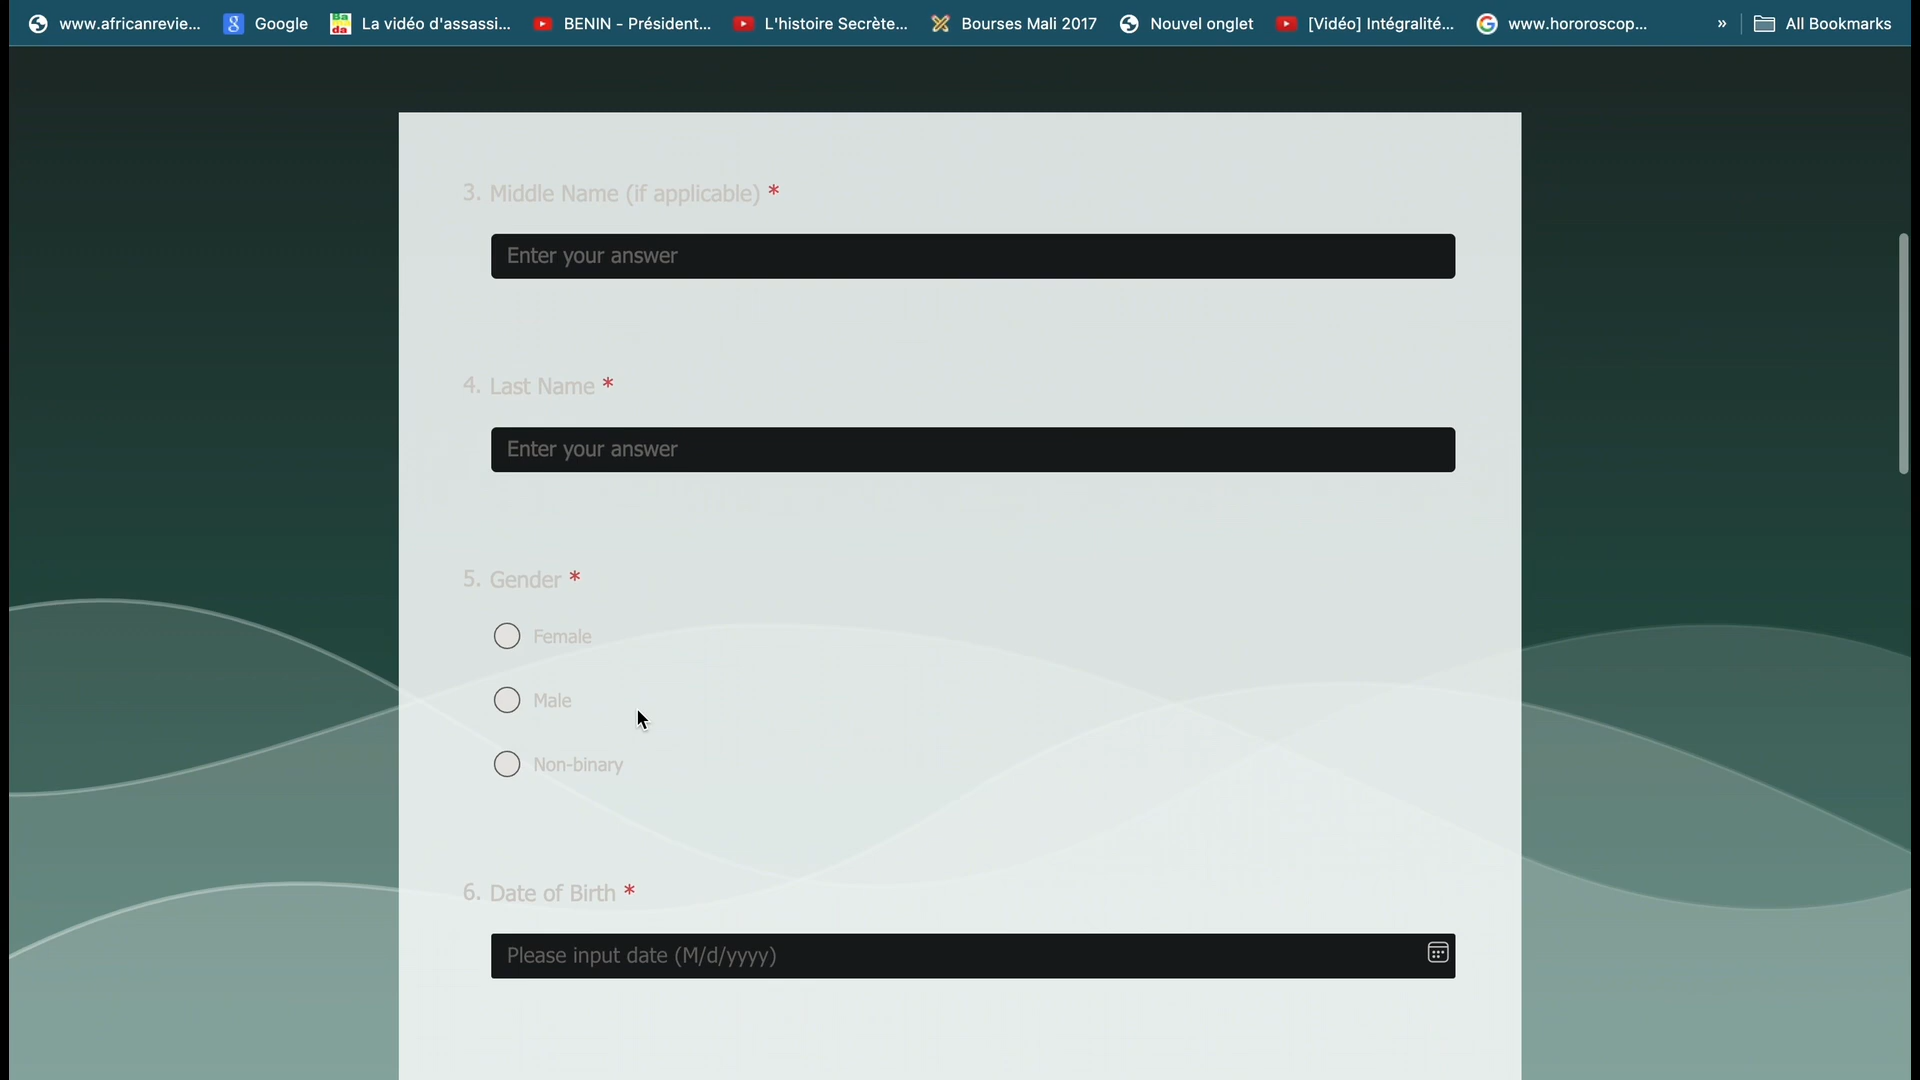 www.africanrevie... Google La vidéo d'assassi... BENIN - Président... L'histoire Secrète... Bourses Mali 2017 Nouvel onglet [Vidéo] Intégralité... www.hororoscop... » All Bookmarks
3. Middle Name (if applicable) *
Enter your answer
4. Last Name *
Enter your answer
5. Gender *
Female
Male
Non-binary
6. Date of Birth *
Please input date (M/d/yyyy)